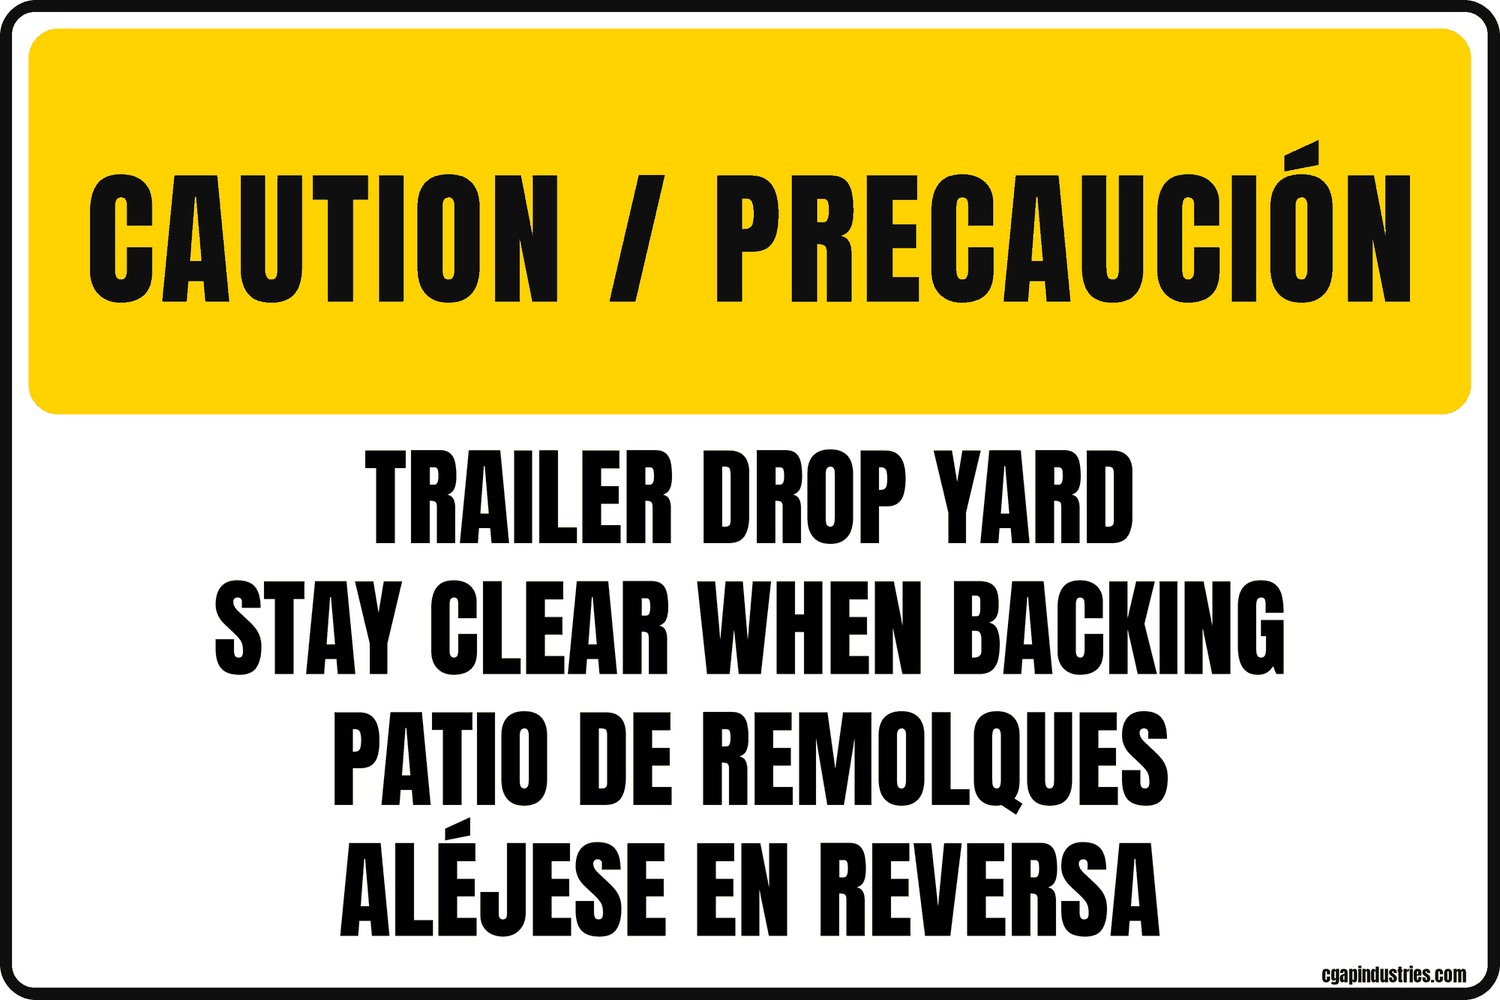 CAUTION / PRECAUCIÓN
TRAILER DROP YARD
STAY CLEAR WHEN BACKING
PATIO DE REMOLQUES
ALÉJESE EN REVERSA
cgapindustries.com